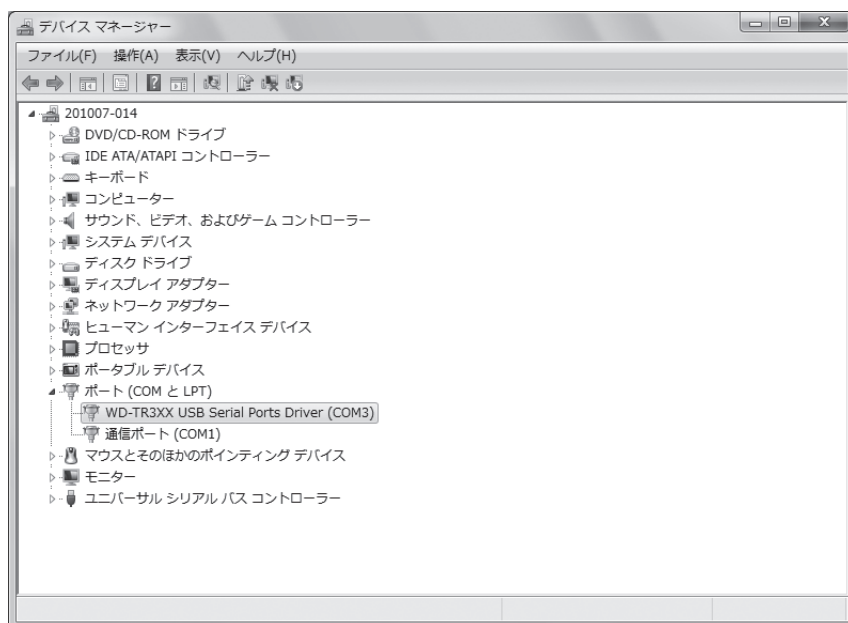 デバイス マネージャー
ファイル(F) 操作(A) 表示(V) ヘルプ(H)
201007-014
DVD/CD-ROM ドライブ
IDE ATA/ATAPI コントローラー
キーボード
コンピューター
サウンド、ビデオ、およびゲーム コントローラー
システム デバイス
ディスク ドライブ
ディスプレイ アダプター
ネットワーク アダプター
ヒューマン インターフェイス デバイス
プロセッサ
ポータブル デバイス
ポート (COM と LPT)
WD-TR3XX USB Serial Ports Driver (COM3)
通信ポート (COM1)
マウスとそのほかのポインティング デバイス
モニター
ユニバーサル シリアル バス コントローラー